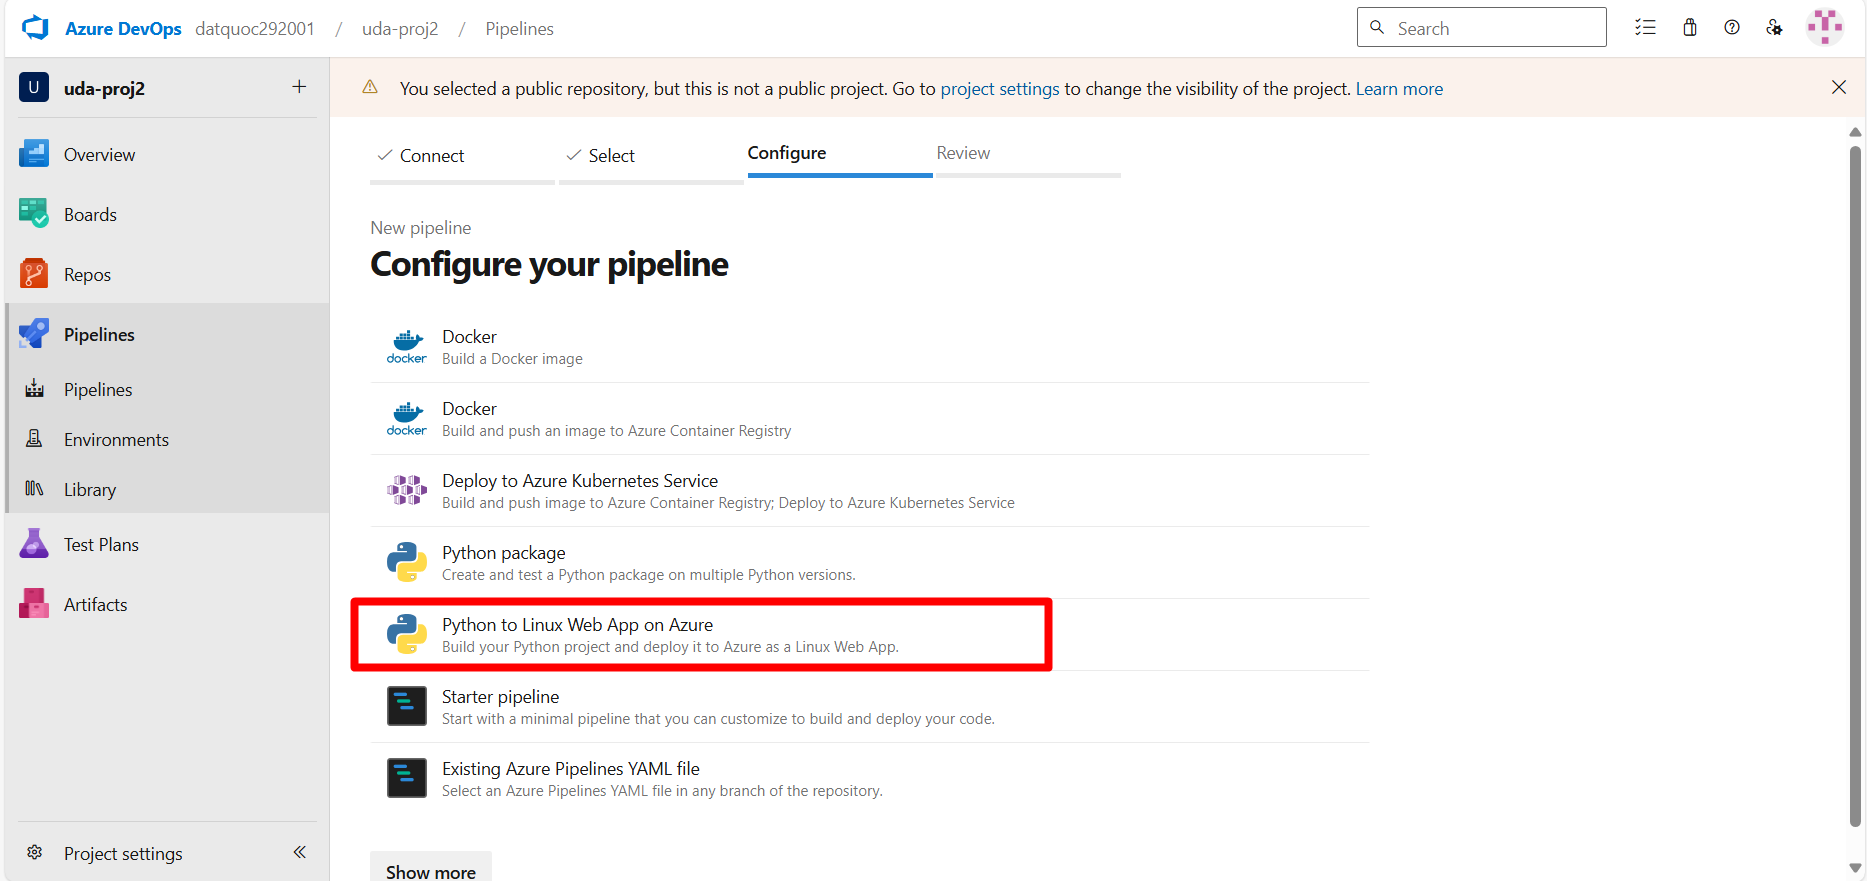 Azure DevOps datquoc292001 / uda-proj2 / Pipelines
Search
U uda-proj2 +
You selected a public repository, but this is not a public project. Go to project settings to change the visibility of the project. Learn more
Overview
Boards
Repos
Pipelines
Pipelines
Environments
Library
Test Plans
Artifacts
Project settings
Connect
Select
Configure
Review
New pipeline
Configure your pipeline
docker
Docker
Build a Docker image
docker
Docker
Build and push an image to Azure Container Registry
Deploy to Azure Kubernetes Service
Build and push image to Azure Container Registry; Deploy to Azure Kubernetes Service
Python package
Create and test a Python package on multiple Python versions.
Python to Linux Web App on Azure
Build your Python project and deploy it to Azure as a Linux Web App.
Starter pipeline
Start with a minimal pipeline that you can customize to build and deploy your code.
Existing Azure Pipelines YAML file
Select an Azure Pipelines YAML file in any branch of the repository.
Show more